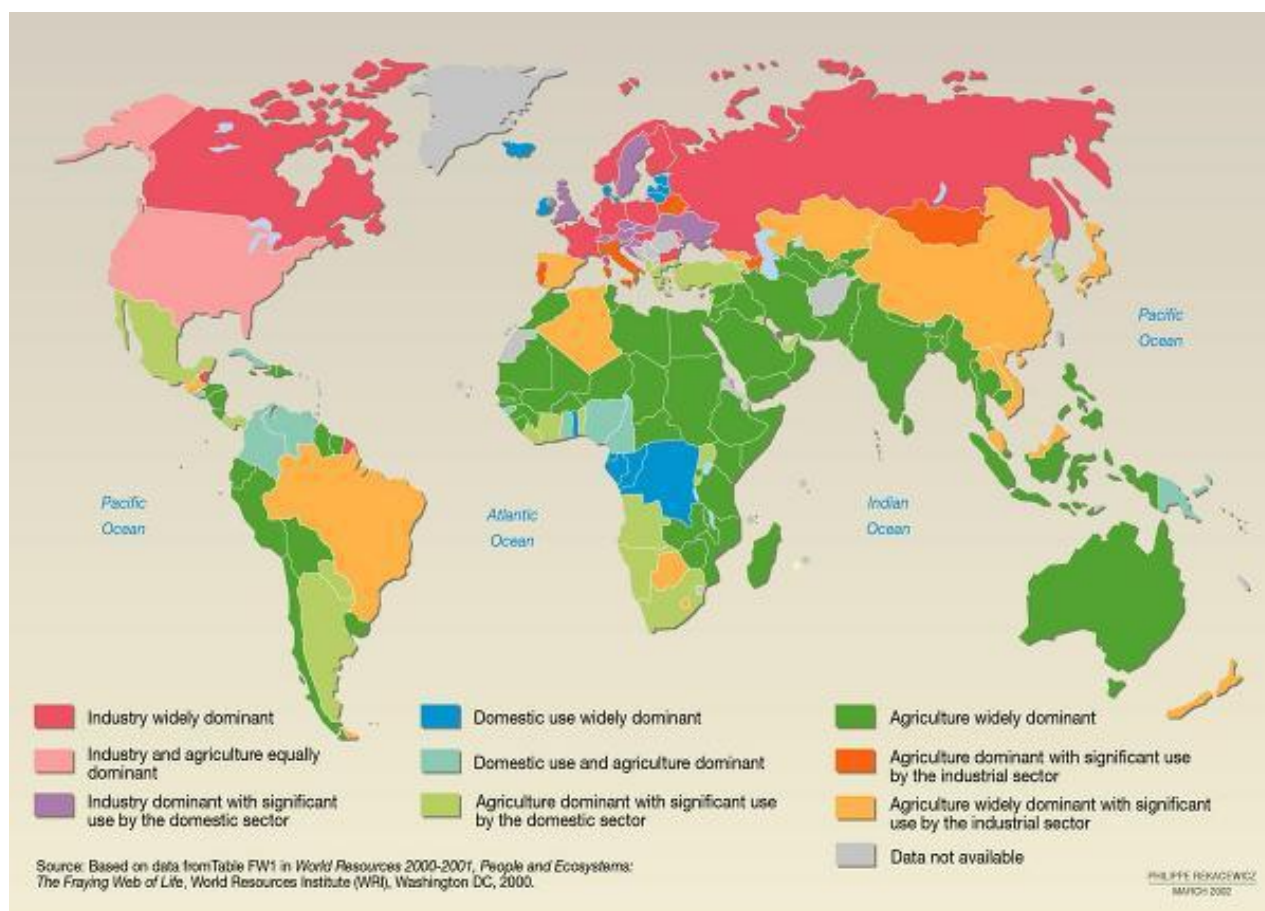 Pacific
Ocean
Pacific
Ocean
Atlantic
Ocean
Indian
Ocean
Industry widely dominant
Industry and agriculture equally
dominant
Industry dominant with significant
use by the domestic sector
Domestic use widely dominant
Domestic use and agriculture dominant
Agriculture dominant with significant use
by the domestic sector
Agriculture widely dominant
Agriculture dominant with significant use
by the industrial sector
Agriculture widely dominant with significant
use by the industrial sector
Data not available
Source: Based on data fromTable FW1 in World Resources 2000-2001, People and Ecosystems:
The Fraying Web of Life, World Resources Institute (WRI), Washington DC, 2000.
PHILIPPE REKACEWICZ
MARCH 2002